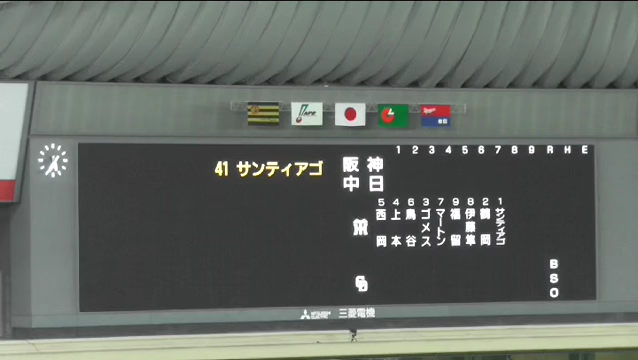 1 2 3 4 5 6 7 8 9 R H E
41 サンティアゴ 阪神
中日
5 4 6 3 7 9 8 2 1
西岡 上本 鳥谷 ゴメス マートン 福留 伊藤隼 鶴岡 サンティアゴ
B
S
O
三菱電機